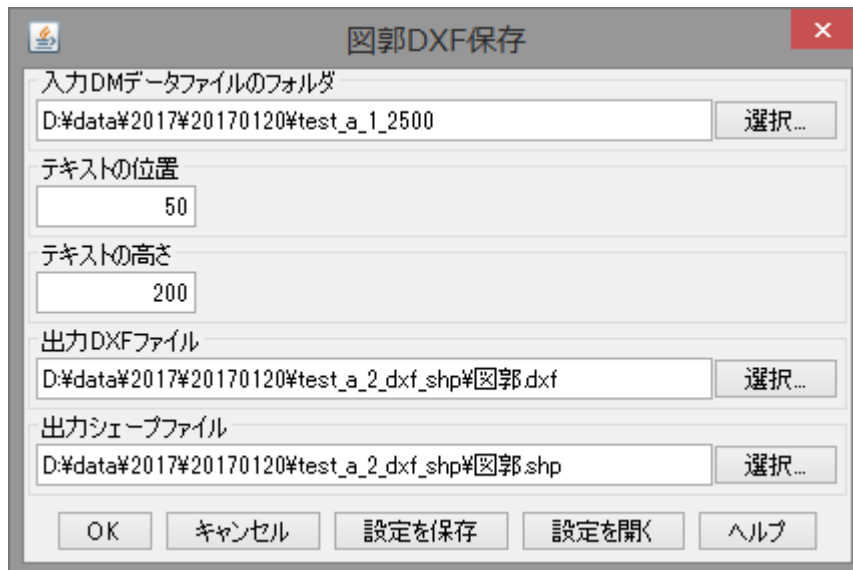 図郭DXF保存
入力DMデータファイルのフォルダ
D:¥data¥2017¥20170120¥test_a_1_2500
選択...
テキストの位置
50
テキストの高さ
200
出力DXFファイル
D:¥data¥2017¥20170120¥test_a_2_dxf_shp¥図郭.dxf
選択...
出力シェープファイル
D:¥data¥2017¥20170120¥test_a_2_dxf_shp¥図郭.shp
選択...
OK キャンセル 設定を保存 設定を開く ヘルプ